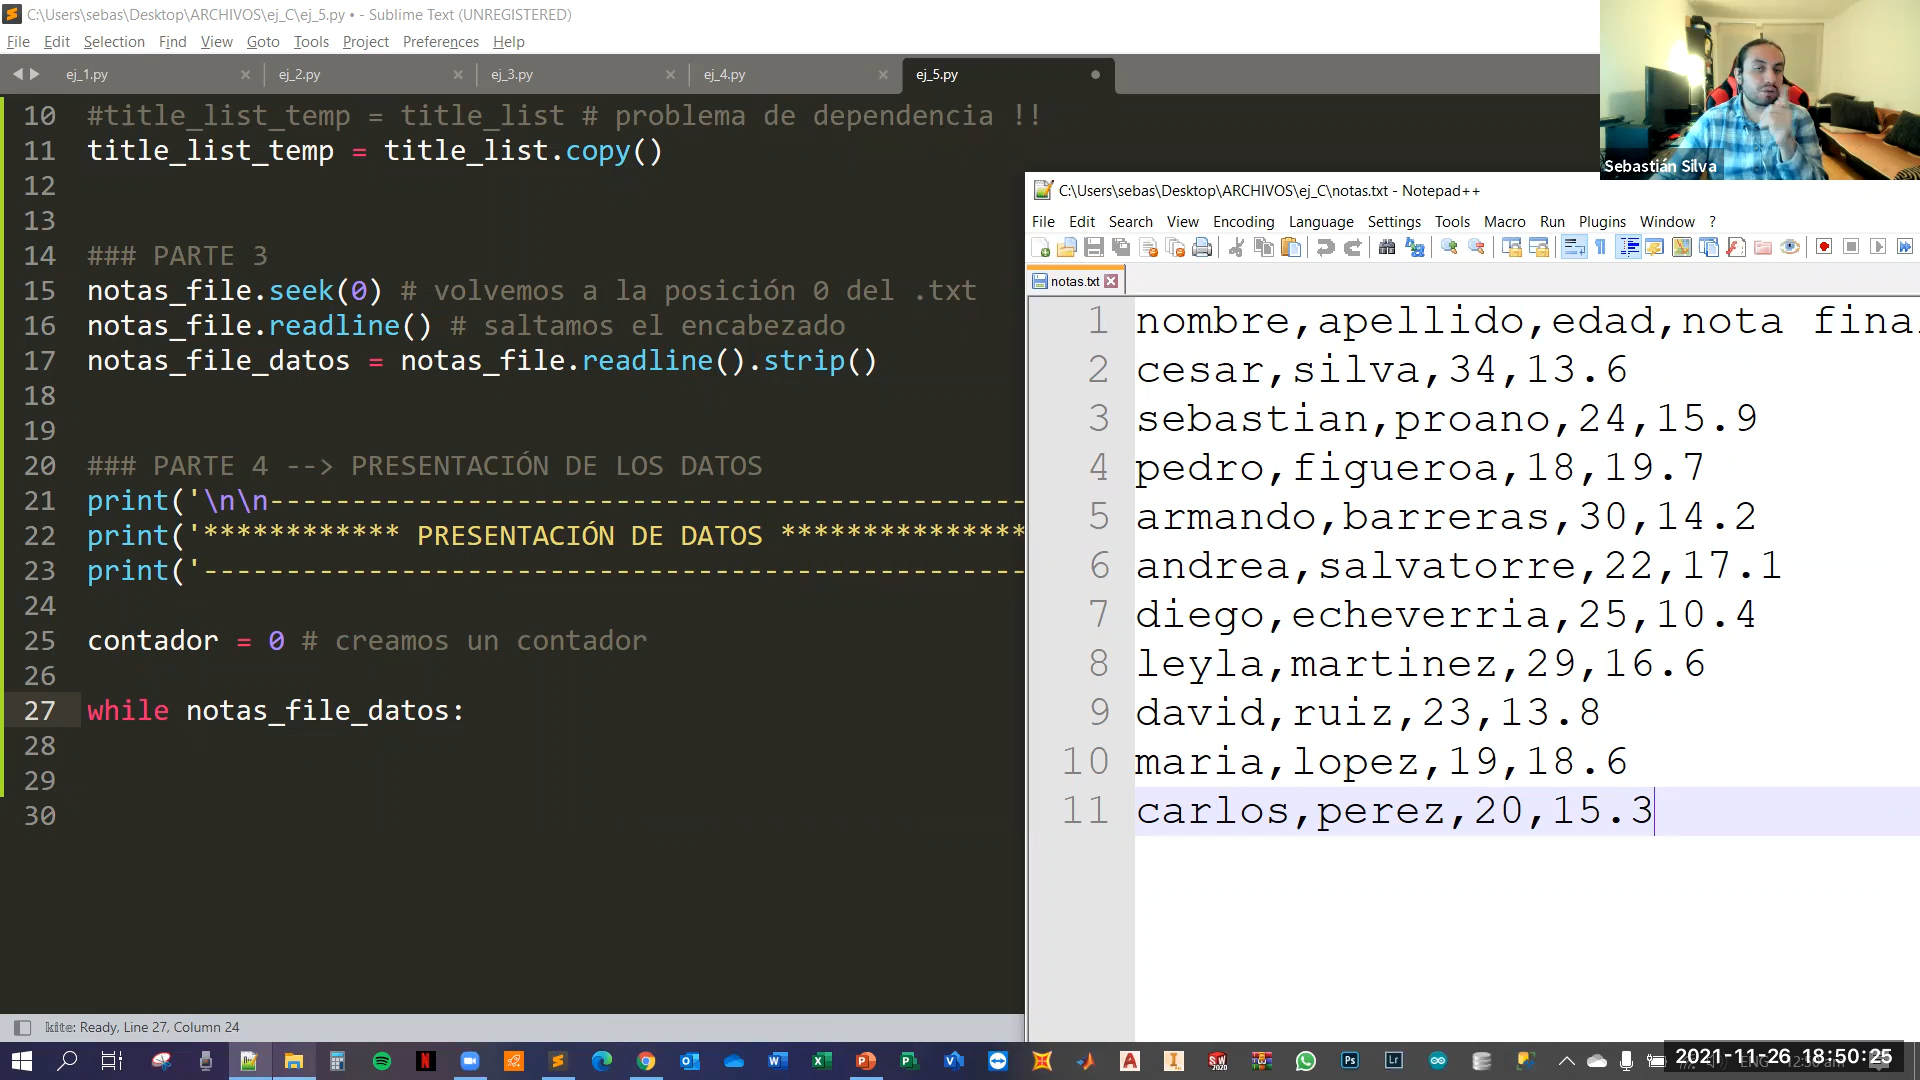 C:\Users\sebas\Desktop\ARCHIVOS\ej_C\ej_5.py • - Sublime Text (UNREGISTERED)
File Edit Selection Find View Goto Tools Project Preferences Help
ej_1.py ej_2.py ej_3.py ej_4.py ej_5.py
10 #title_list_temp = title_list # problema de dependencia !!
11 title_list_temp = title_list.copy()
12
13
14 ### PARTE 3
15 notas_file.seek(0) # volvemos a la posición 0 del .txt
16 notas_file.readline() # saltamos el encabezado
17 notas_file_datos = notas_file.readline().strip()
18
19
20 ### PARTE 4 --> PRESENTACIÓN DE LOS DATOS
21 print('\n\n----------------------------------------------
22 print('************ PRESENTACIÓN DE DATOS ***************
23 print('--------------------------------------------------
24
25 contador = 0 # creamos un contador
26
27 while notas_file_datos:
28
29
30
kite: Ready, Line 27, Column 24
Sebastián Silva
C:\Users\sebas\Desktop\ARCHIVOS\ej_C\notas.txt - Notepad++
File Edit Search View Encoding Language Settings Tools Macro Run Plugins Window ?
notas.txt
1 nombre,apellido,edad,nota fina
2 cesar,silva,34,13.6
3 sebastian,proano,24,15.9
4 pedro,figueroa,18,19.7
5 armando,barreras,30,14.2
6 andrea,salvatorre,22,17.1
7 diego,echeverria,25,10.4
8 leyla,martinez,29,16.6
9 david,ruiz,23,13.8
10 maria,lopez,19,18.6
11 carlos,perez,20,15.3
2021-11-26 18:50:25